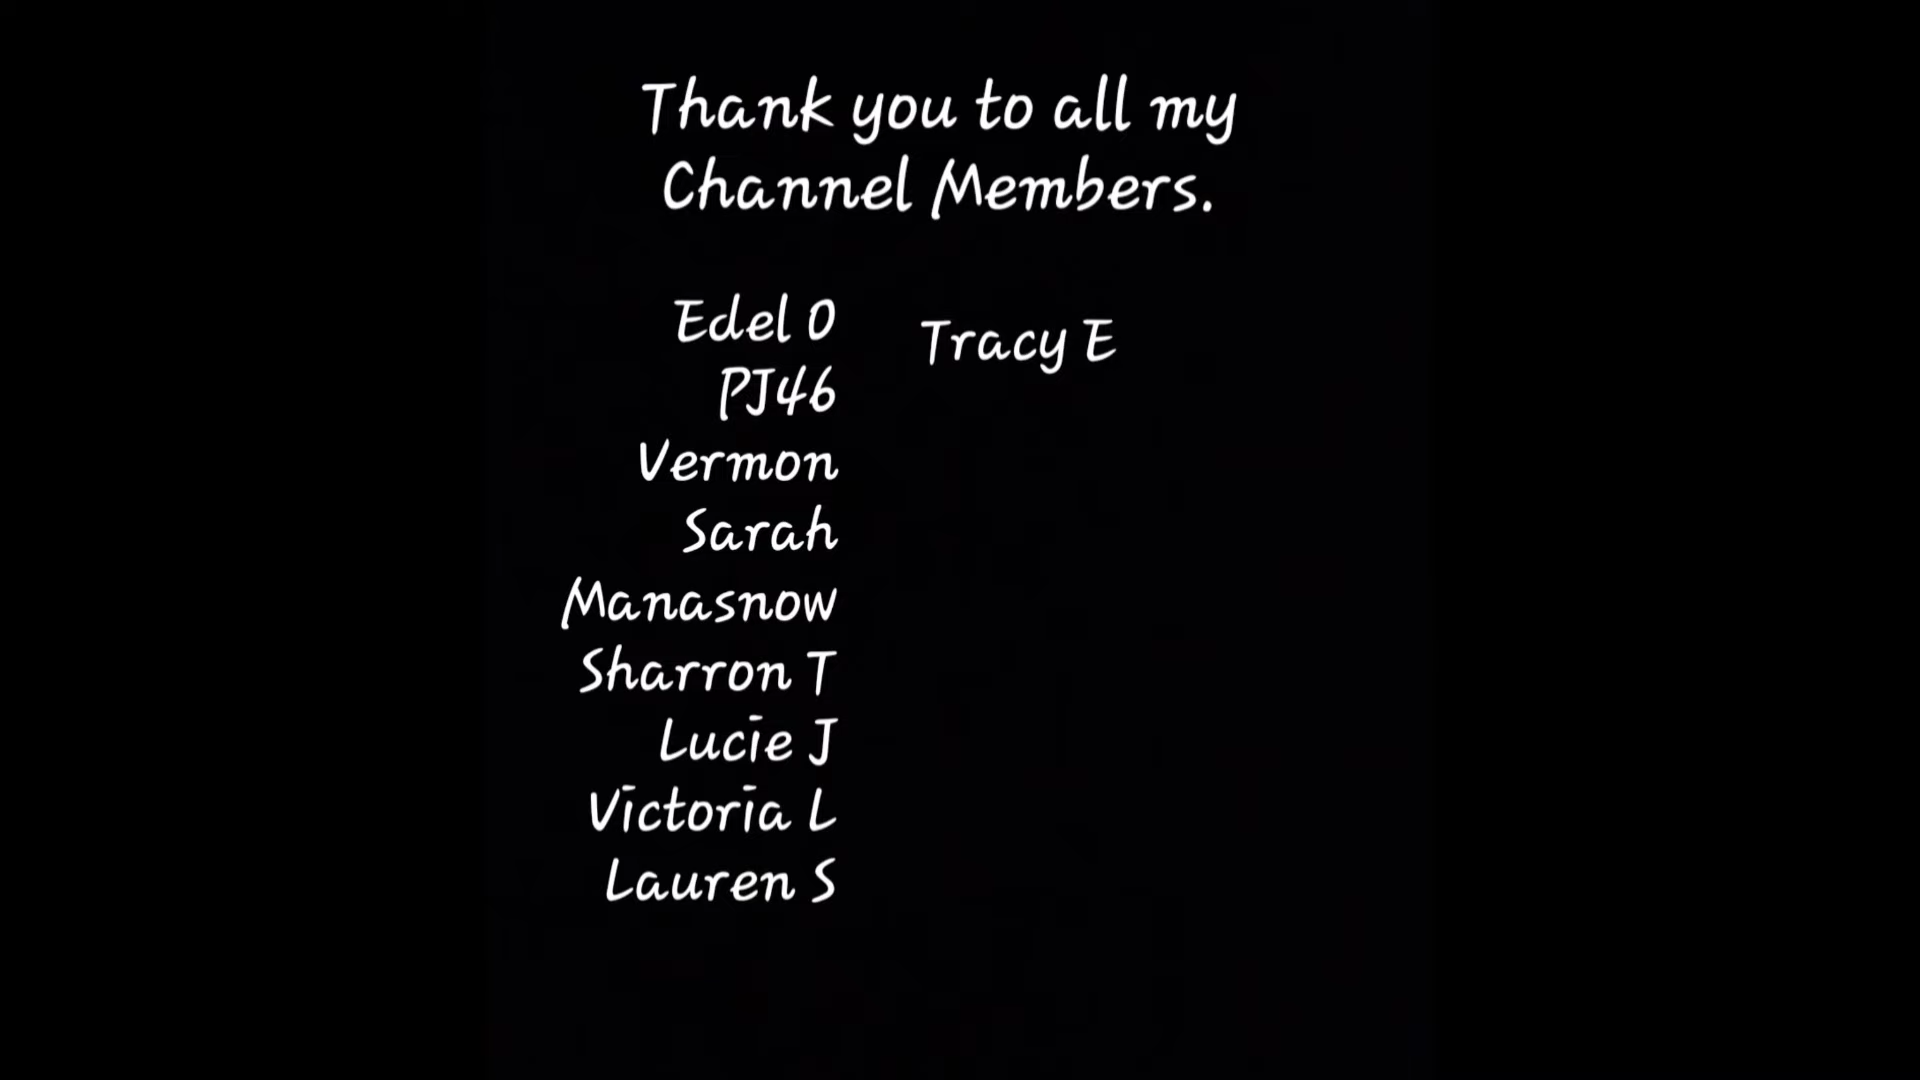 Thank you to all my
Channel Members.
Edel O
PJ46
Vermon
Sarah
Manasnow
Sharron T
Lucie J
Victoria L
Lauren S
Tracy E